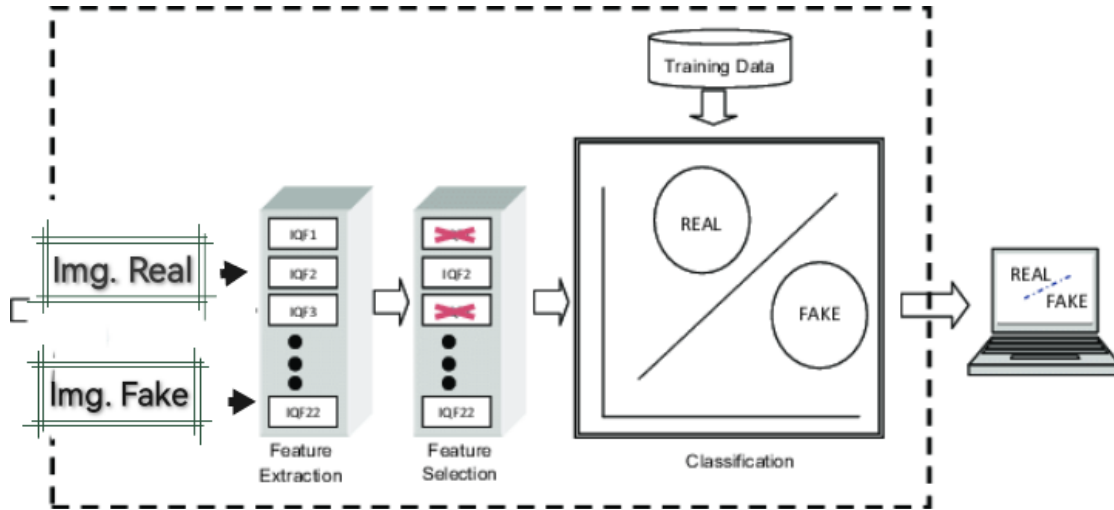 Training Data
Img. Real
Img. Fake
IQF1
IQF2
IQF3
IQF22
Feature
Extraction
IQF2
IQF22
Feature
Selection
REAL
FAKE
Classification
REAL
FAKE